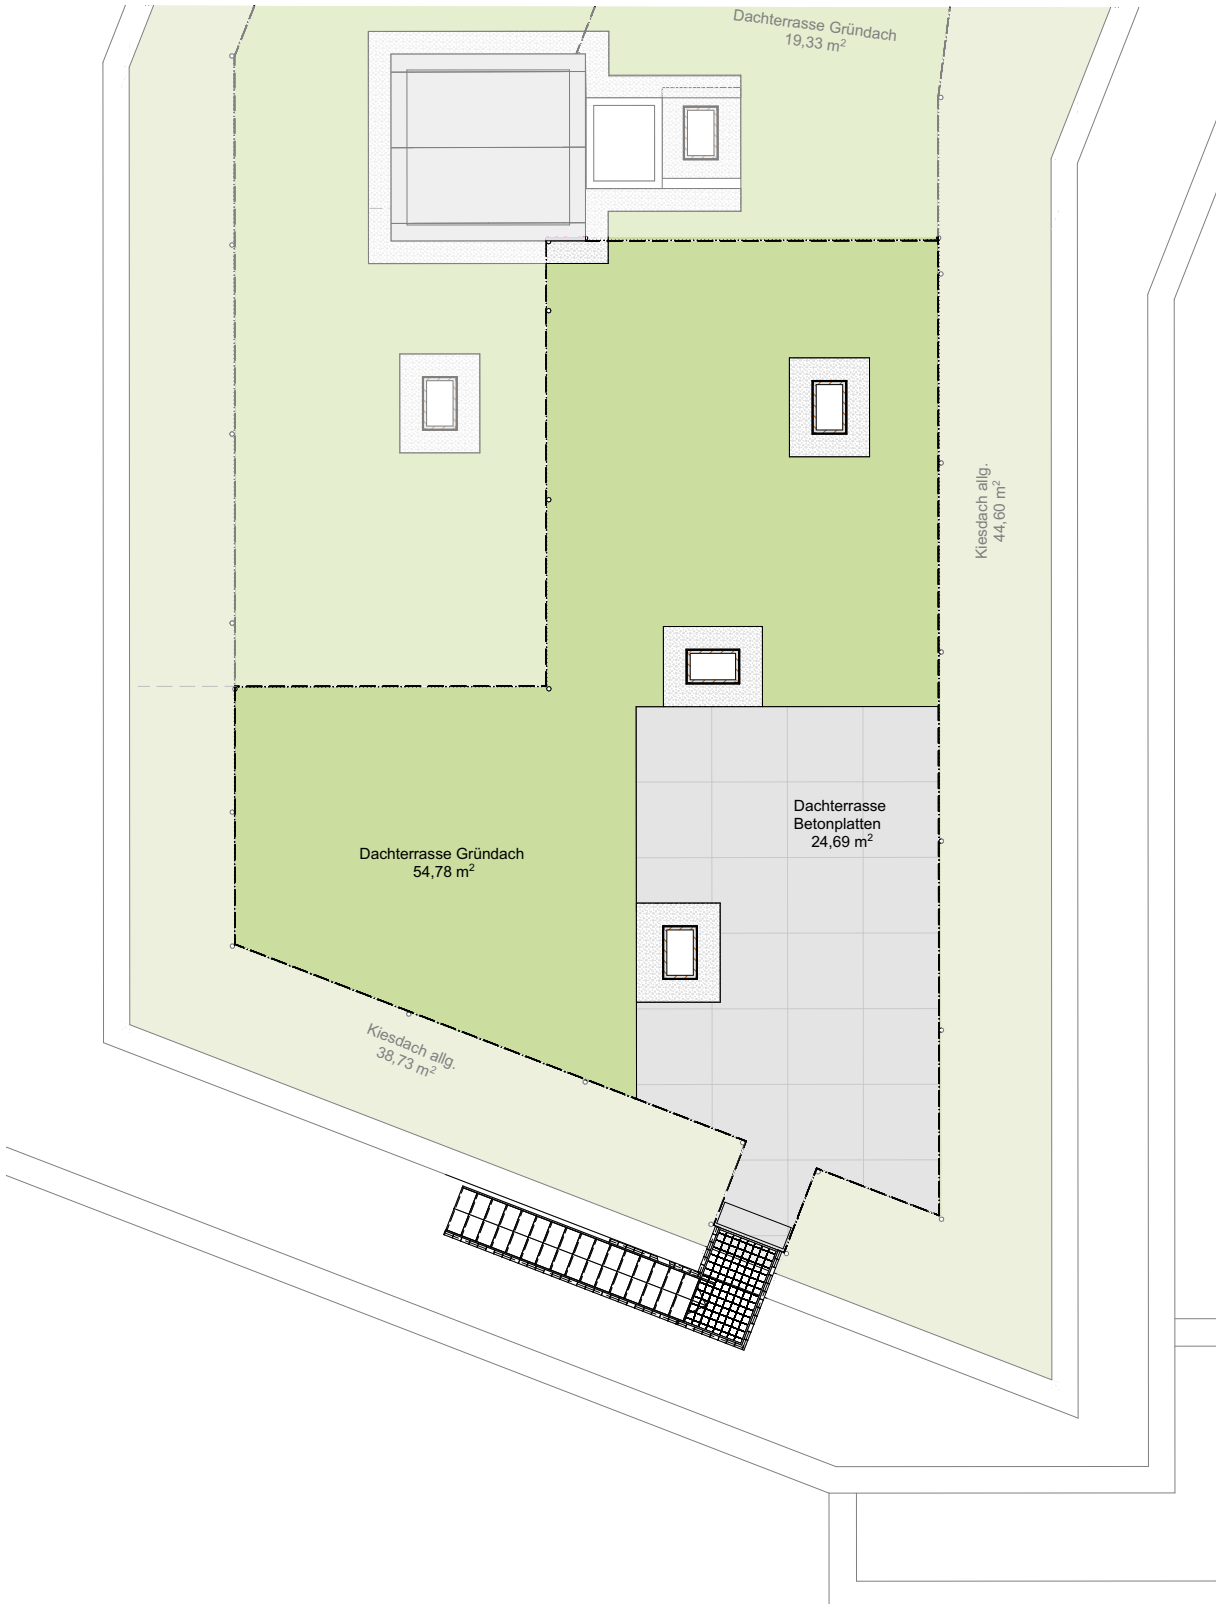 Dachterrasse Gründach
19,33 m²
Kiesdach allg.
44,60 m²
Dachterrasse
Betonplatten
24,69 m²
Dachterrasse Gründach
54,78 m²
Kiesdach allg.
38,73 m²